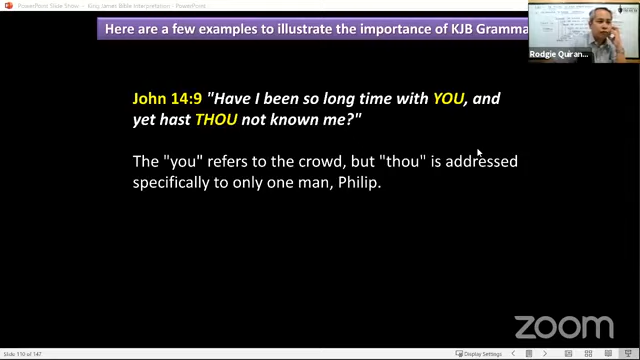 PowerPoint Slide Show - King James Bible Interpretation - PowerPoint
Here are a few examples to illustrate the importance of KJB Gramma
Rodgie Quiran...
John 14:9 "Have I been so long time with YOU, and
yet hast THOU not known me?"
The "you" refers to the crowd, but "thou" is addressed
specifically to only one man, Philip.
zoom
Slide 110 of 147
Display Settings